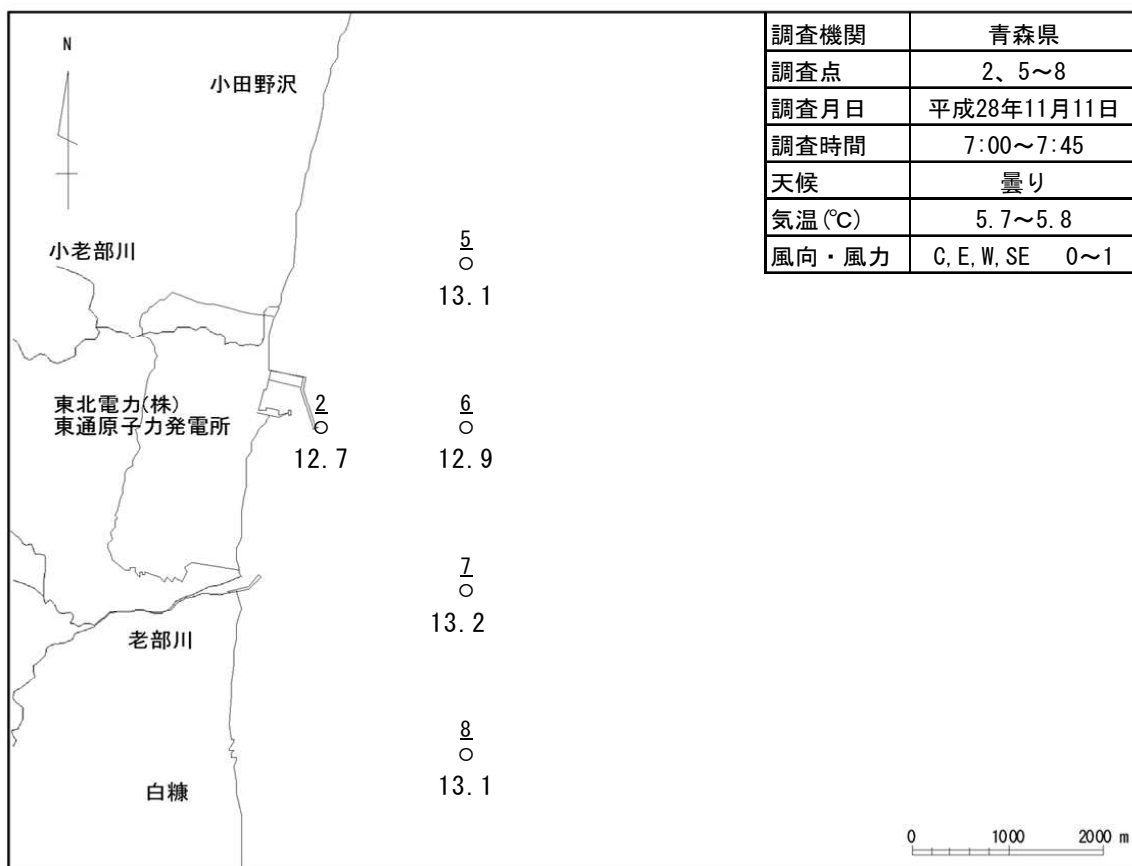 N
小田野沢
小老部川
東北電力(株)
東通原子力発電所
老部川
白糠
5
13.1
2
12.7
6
12.9
7
13.2
8
13.1
調査機関 青森県
調査点 2、5～8
調査月日 平成28年11月11日
調査時間 7:00～7:45
天候 曇り
気温(℃) 5.7～5.8
風向・風力 C,E,W,SE 0～1
0 1000 2000 m